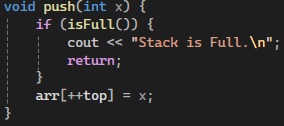 void push(int x) {
    if (isFull()) {
        cout << "Stack is Full.\n";
        return;
    }
    arr[++top] = x;
}